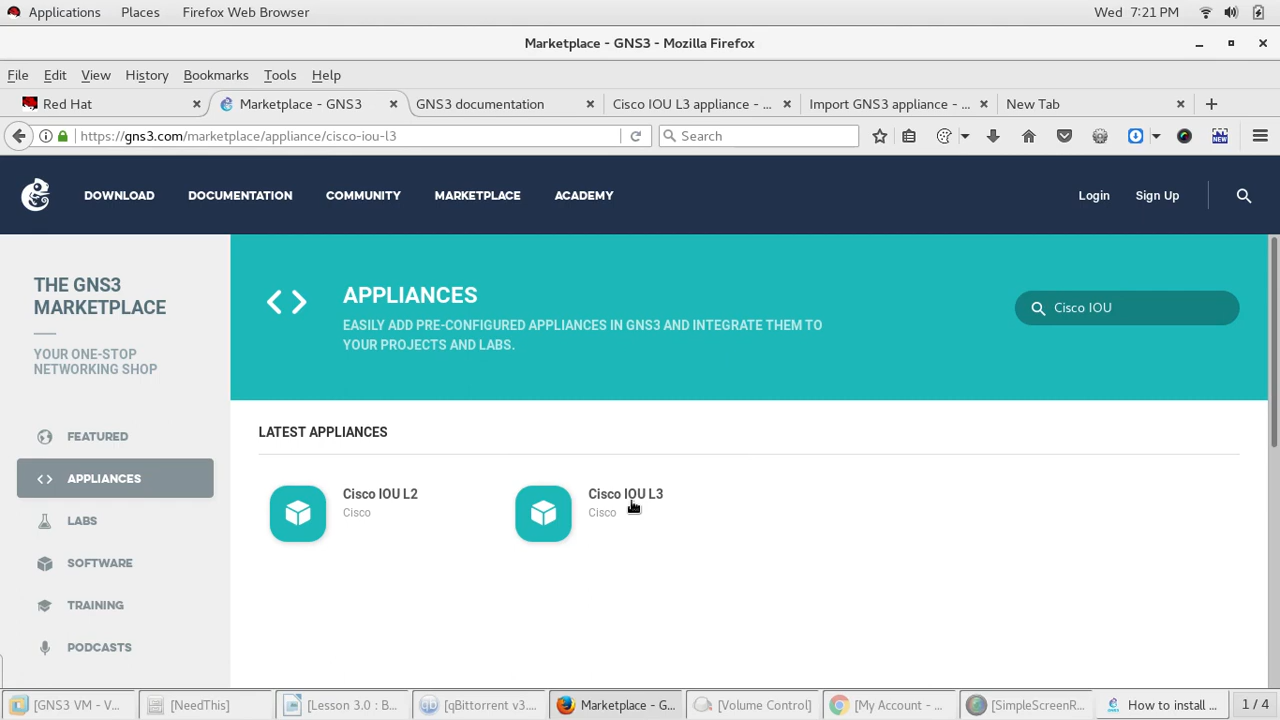 Applications Places Firefox Web Browser Wed 7:21 PM
Marketplace - GNS3 - Mozilla Firefox
File Edit View History Bookmarks Tools Help
Red Hat Marketplace - GNS3 GNS3 documentation Cisco IOU L3 appliance - ... Import GNS3 appliance - ... New Tab
https://gns3.com/marketplace/appliance/cisco-iou-l3 Search NEW
DOWNLOAD DOCUMENTATION COMMUNITY MARKETPLACE ACADEMY Login Sign Up
THE GNS3
MARKETPLACE
YOUR ONE-STOP
NETWORKING SHOP
FEATURED
APPLIANCES
LABS
SOFTWARE
TRAINING
PODCASTS
APPLIANCES
EASILY ADD PRE-CONFIGURED APPLIANCES IN GNS3 AND INTEGRATE THEM TO
YOUR PROJECTS AND LABS.
Cisco IOU
LATEST APPLIANCES
Cisco IOU L2
Cisco
Cisco IOU L3
Cisco
[GNS3 VM - V... [NeedThis] [Lesson 3.0 : B... [qBittorrent v3.... Marketplace - G... [Volume Control] [My Account - ... [SimpleScreenR... How to install ... 1 / 4